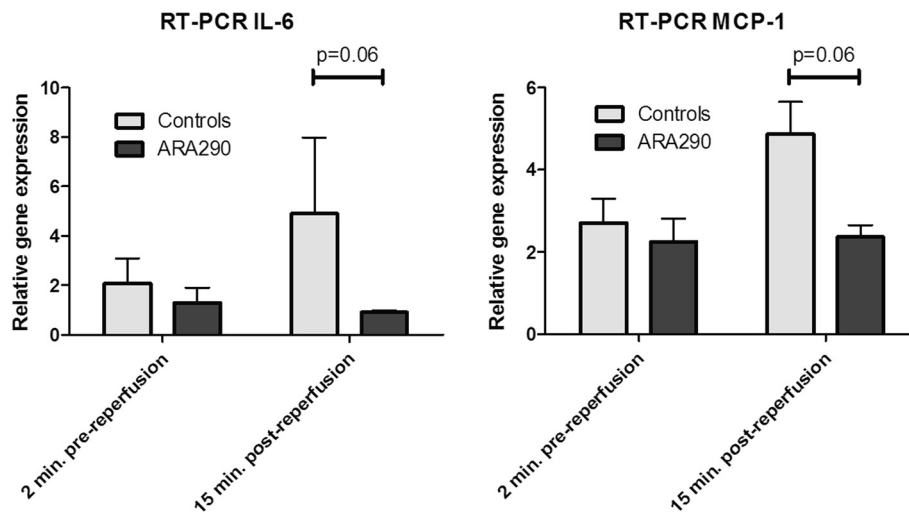 RT-PCR IL-6
p=0.06
Relative gene expression
10
8
6
4
2
0
Controls
ARA290
2 min. pre-reperfusion
15 min. post-reperfusion
RT-PCR MCP-1
p=0.06
Relative gene expression
6
4
2
0
Controls
ARA290
2 min. pre-reperfusion
15 min. post-reperfusion